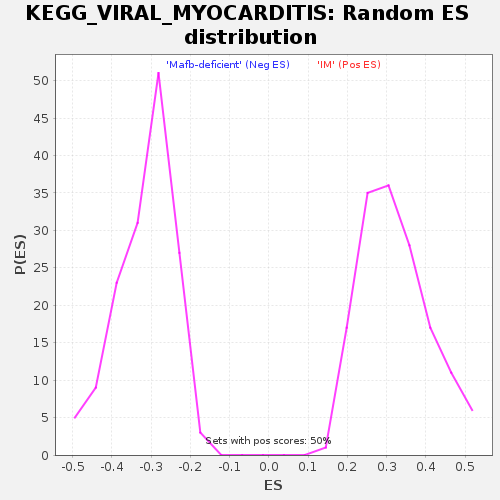 KEGG_VIRAL_MYOCARDITIS: Random ES
distribution
'Mafb-deficient' (Neg ES) 'IM' (Pos ES)
50
45
40
35
30
25
20
15
10
5
0
P(ES)
Sets with pos scores: 50%
-0.5 -0.4 -0.3 -0.2 -0.1 0.0 0.1 0.2 0.3 0.4 0.5
ES